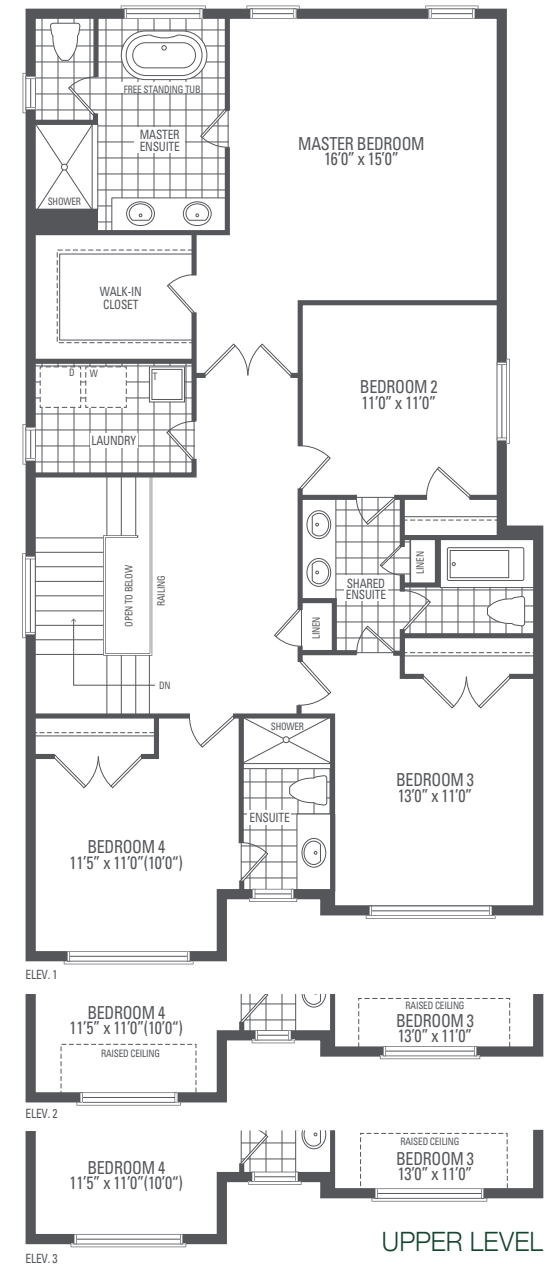 FREE STANDING TUB
MASTER
ENSUITE
MASTER BEDROOM
16'0" x 15'0"
SHOWER
WALK-IN
CLOSET
D W
T
LAUNDRY
BEDROOM 2
11'0" x 11'0"
OPEN TO BELOW
RAILING
DN
SHARED
ENSUITE
LINEN
LINEN
SHOWER
ENSUITE
BEDROOM 3
13'0" x 11'0"
BEDROOM 4
11'5" x 11'0"(10'0")
ELEV. 1
BEDROOM 4
11'5" x 11'0"(10'0")
RAISED CEILING
RAISED CEILING
BEDROOM 3
13'0" x 11'0"
ELEV. 2
BEDROOM 4
11'5" x 11'0"(10'0")
RAISED CEILING
BEDROOM 3
13'0" x 11'0"
ELEV. 3
UPPER LEVEL